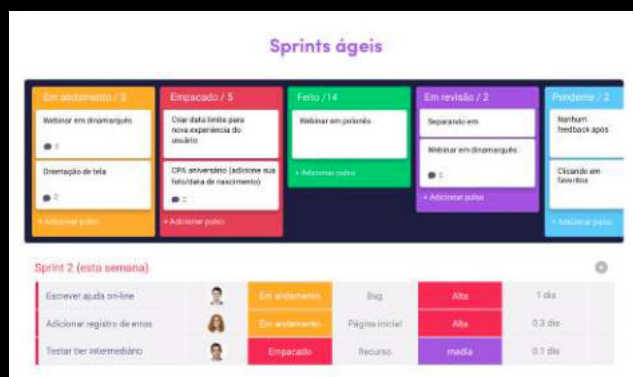 Sprints ágeis
Em andamento / 3
Webinar em dinamarquês
Orientação de tela
+ Adicionar pulso
Empacado / 5
Criar data limite para
nova experiência do
usuário
CPA aniversário (adicione sua
foto/data de nascimento)
+ Adicionar pulso
Feito /14
Webinar em polonês
+ Adicionar pulso
Em revisão / 2
Separando em
Webinar em dinamarquês
+ Adicionar pulso
Pendente / 2
Nenhum
feedback após
Clicando em
favoritos
+ Adicionar pulso
Sprint 2 (esta semana)
Escrever ajuda on-line Em andamento Bug Alta 1 dia
Adicionar registro de erros Em andamento Página inicial Alta 0.3 dia
Testar tier intermediário Empacado Recurso media 0.1 dia